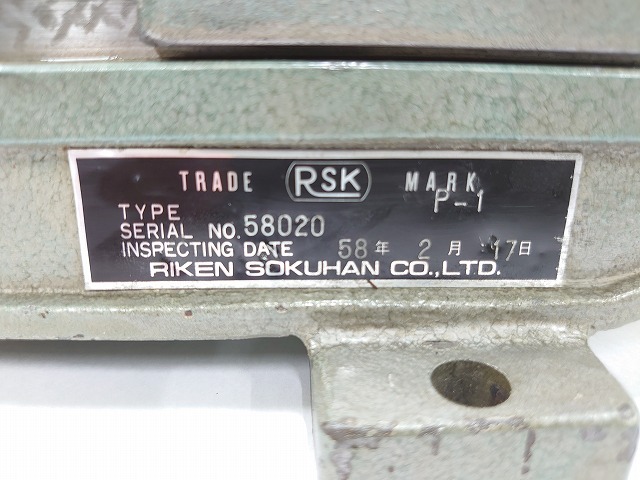 TRADE RSK MARK
TYPE P-1
SERIAL NO. 58020
INSPECTING DATE 58年 2月 17日
RIKEN SOKUHAN CO.,LTD.